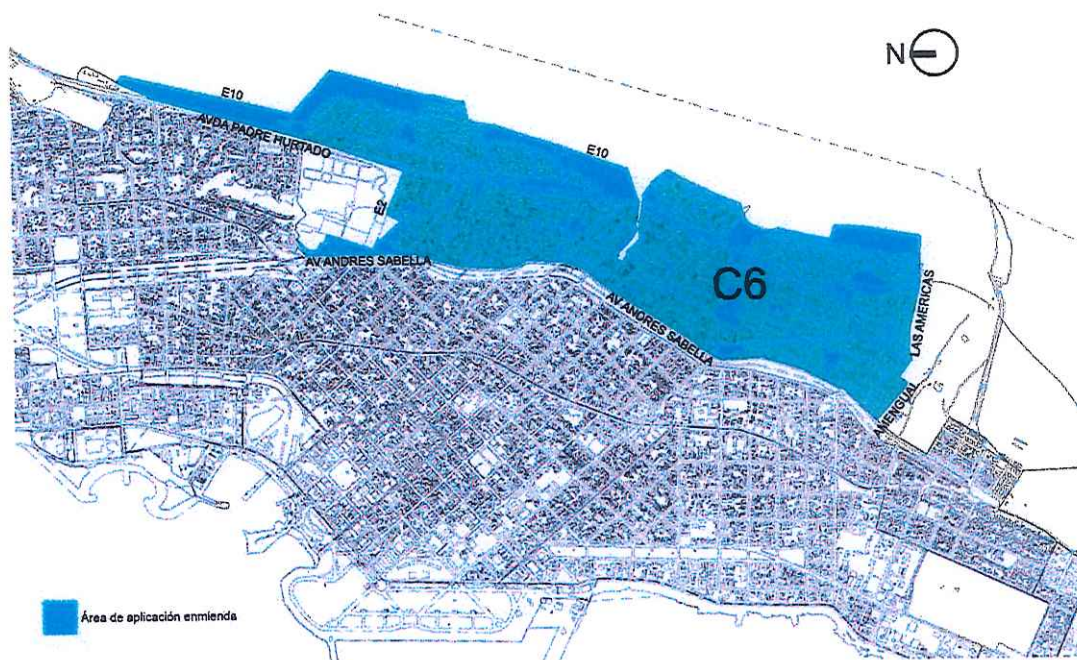 N
E10
AVDA PADRE HURTADO
E10
E2
AV ANDRES SABELLA
C6
AV ANDRES SABELLA
LAS AMERICAS
MENGUAL
Área de aplicación enmienda